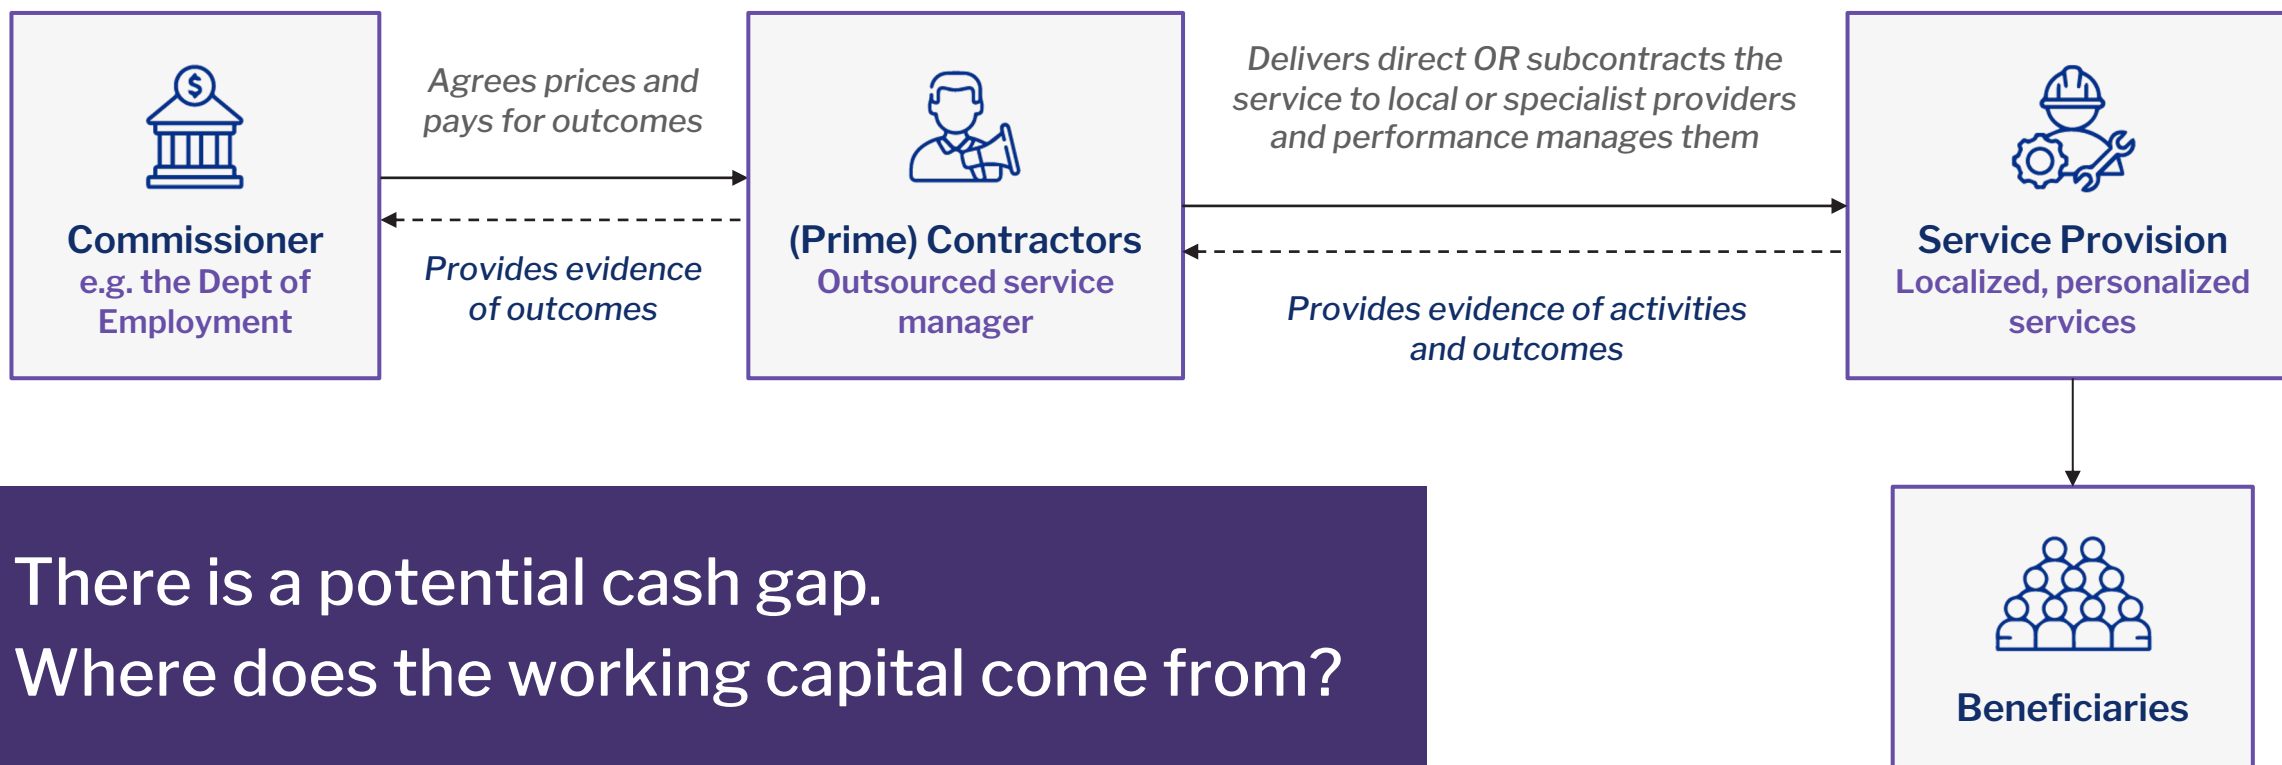 Commissioner
e.g. the Dept of
Employment
Agrees prices and
pays for outcomes
Provides evidence
of outcomes
(Prime) Contractors
Outsourced service
manager
Delivers direct OR subcontracts the
service to local or specialist providers
and performance manages them
Provides evidence of activities
and outcomes
Service Provision
Localized, personalized
services
There is a potential cash gap.
Where does the working capital come from?
Beneficiaries
$